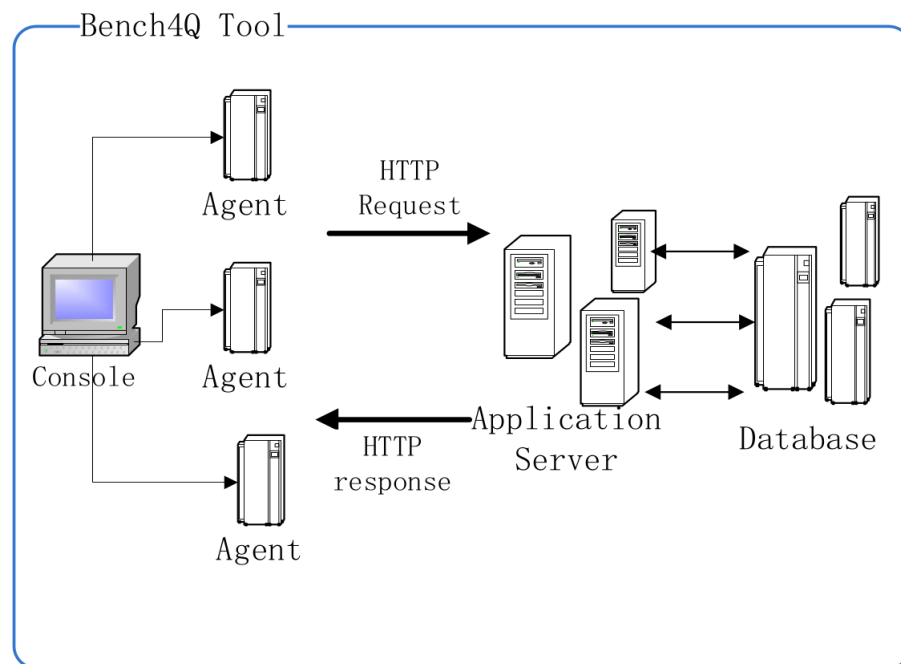 Bench4Q Tool
Agent
HTTP
Request
Console
Agent
Application
Server
Database
HTTP
response
Agent